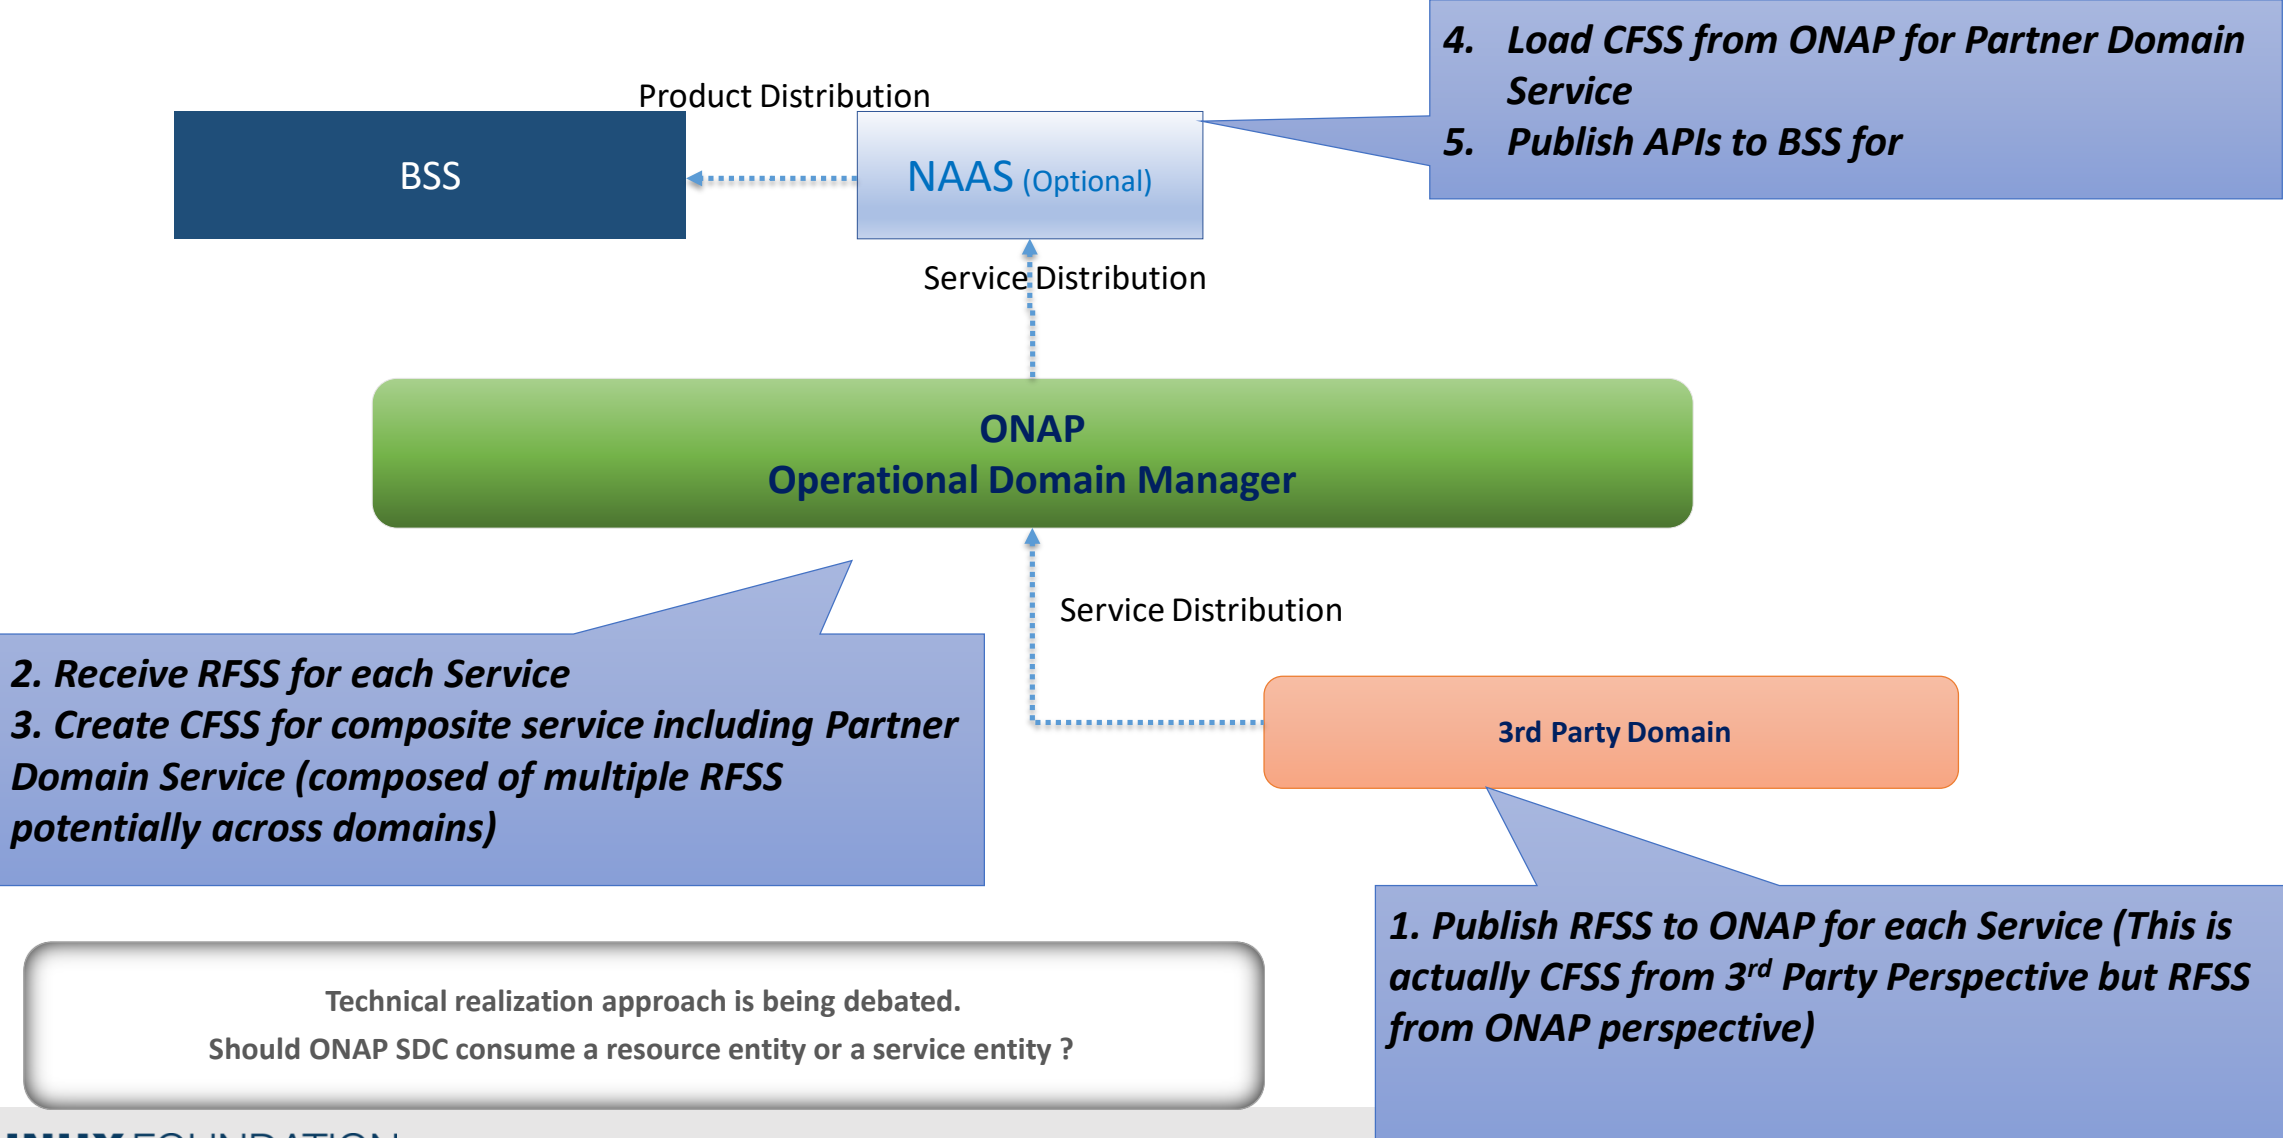 4. Load CFSS from ONAP for Partner Domain
Service
5. Publish APIs to BSS for
Product Distribution
BSS
NAAS (Optional)
Service Distribution
ONAP
Operational Domain Manager
Service Distribution
2. Receive RFSS for each Service
3. Create CFSS for composite service including Partner
Domain Service (composed of multiple RFSS
potentially across domains)
3rd Party Domain
1. Publish RFSS to ONAP for each Service (This is
actually CFSS from 3rd Party Perspective but RFSS
from ONAP perspective)
Technical realization approach is being debated.
Should ONAP SDC consume a resource entity or a service entity ?
FOUNDATION